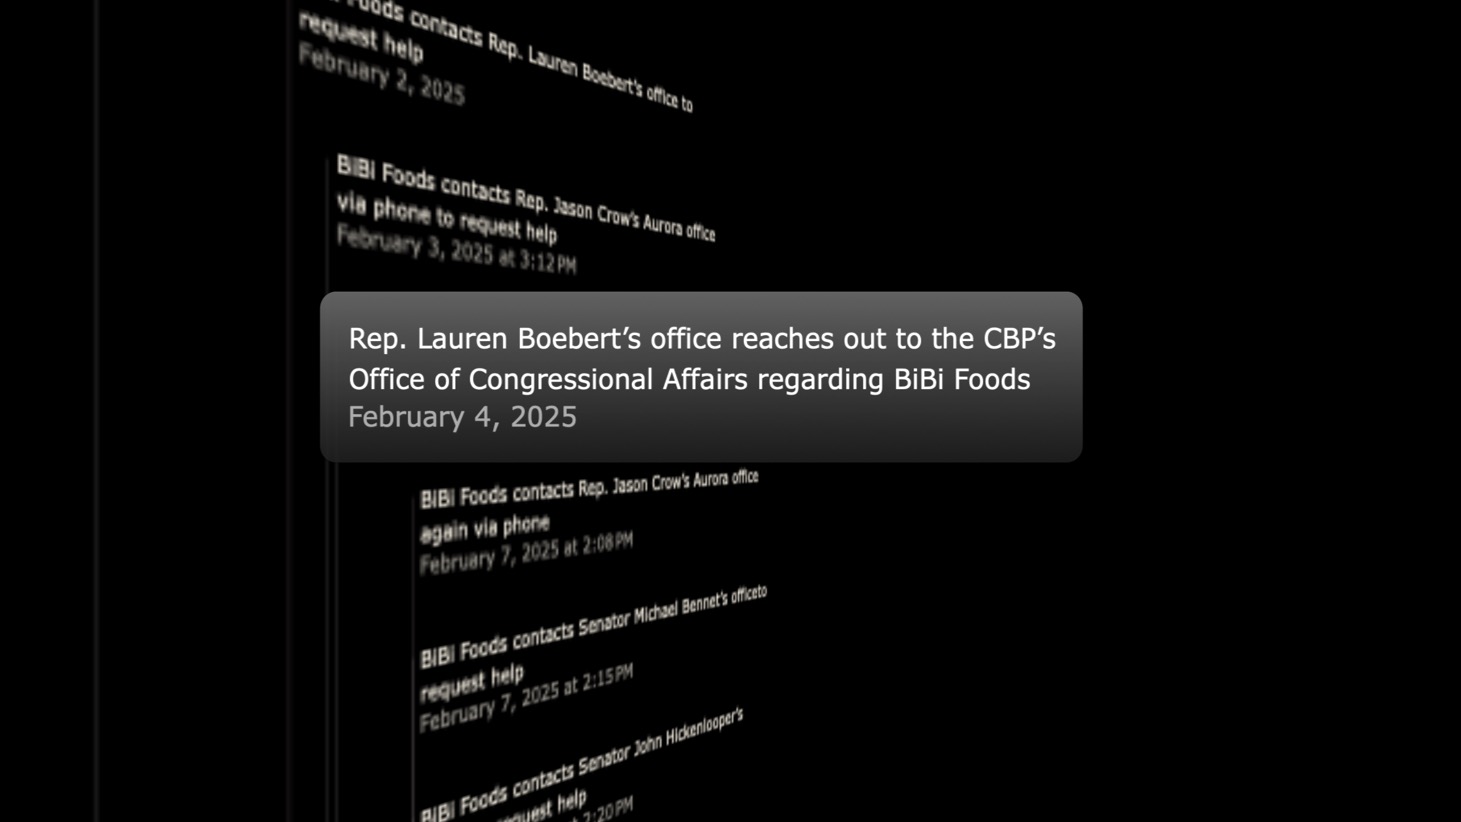 Foods contacts Rep. Lauren Boebert's office to
request help
February 2, 2025
BiBi Foods contacts Rep. Jason Crow's Aurora office
via phone to request help
February 3, 2025 at 3:12 PM
Rep. Lauren Boebert’s office reaches out to the CBP’s
Office of Congressional Affairs regarding BiBi Foods
February 4, 2025
BiBi Foods contacts Rep. Jason Crow's Aurora office
again via phone
February 7, 2025 at 2:08 PM
BiBi Foods contacts Senator Michael Bennet's officeto
request help
February 7, 2025 at 2:15 PM
BiBi Foods contacts Senator John Hickenlooper's
request help
2:20 PM